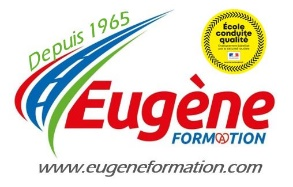 Depuis 1965
École
conduite
qualité
Eugène
FORMATION
www.eugeneformation.com